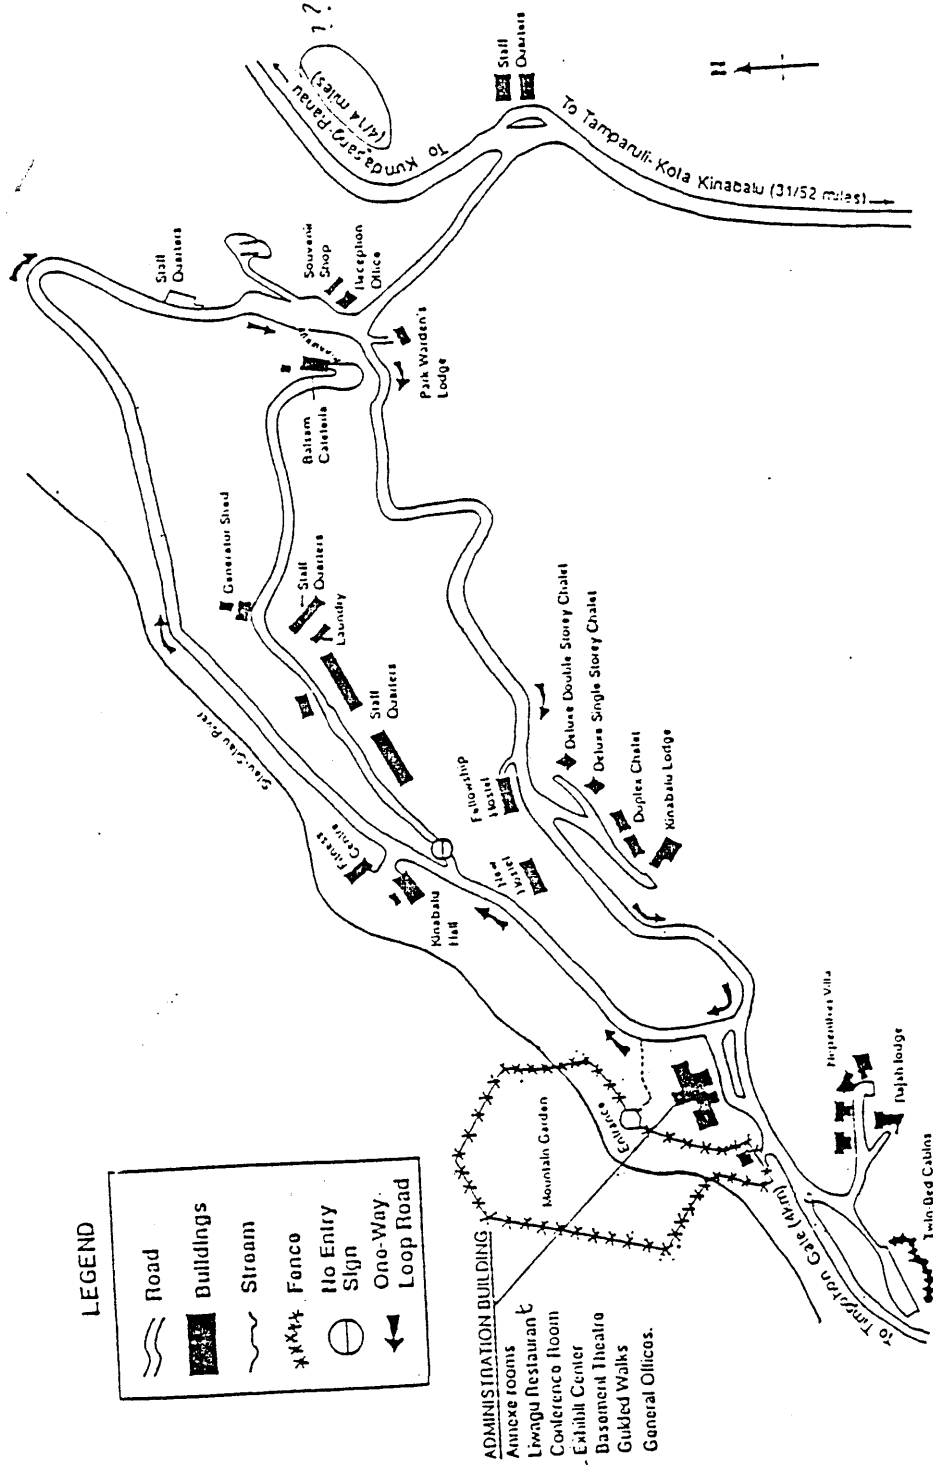 LEGEND
Road
Buildings
Stream
Fence
No Entry
Sign
One-Way
Loop Road
ADMINISTRATION BUILDING
Annexe rooms
Liwagu Restaurant
Conference Room
Exhibit Center
Basement Theatre
Guided Walks
General Offices.
Mountain Garden
Entrance
To Timpohon Gate (4km)
Twin-Bed Cabins
Rajah lodge
Nepenthes Villa
Kinabalu
Hall
Fitness
Centre
New
Hostel
Fellowship
Hostel
Kinabalu Lodge
Duplex Chalet
Deluxe Single Storey Chalet
Deluxe Double Storey Chalet
Silau-Silau River
Staff
Quarters
Laundry
Staff
Quarters
Generator Shed
Balsam
Cafeteria
Park Warden's
Lodge
Reception
Office
Souvenir
Shop
Staff
Quarters
To Kundasang-Ranau
(4/14 miles)
??
Staff
Quarters
To Tamparuli-Kota Kinabalu (31/52 miles)
N